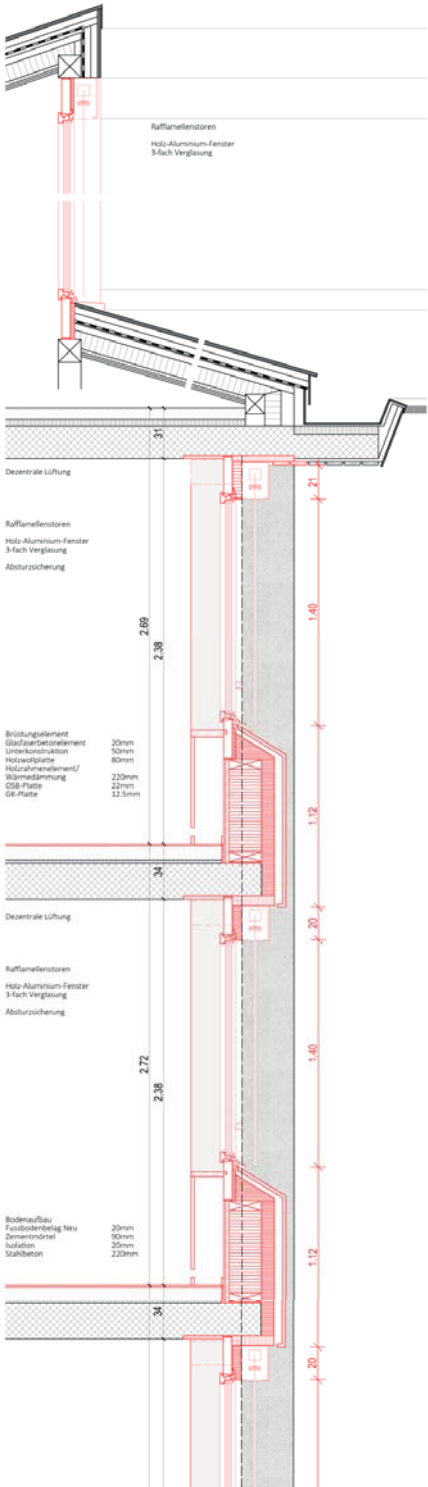 Rafflamellenstoren
Holz-Aluminium-Fenster
3-fach Verglasung
31
Dezentrale Lüftung
21
Rafflamellenstoren
Holz-Aluminium-Fenster
3-fach Verglasung
Absturzsicherung
1.40
2.69
2.38
Brüstungselement
Glasfaserbetonelement 20mm
Unterkonstruktion 50mm
Holzwollplatte 80mm
Holzrahmenelement/
Wärmedämmung 220mm
OSB-Platte 22mm
GK-Platte 12.5mm
1.12
34
Dezentrale Lüftung
20
Rafflamellenstoren
Holz-Aluminium-Fenster
3-fach Verglasung
Absturzsicherung
1.40
2.72
2.38
Bodenaufbau
Fussbodenbelag Neu 20mm
Zementmörtel 90mm
Isolation 20mm
Stahlbeton 220mm
1.12
34
20